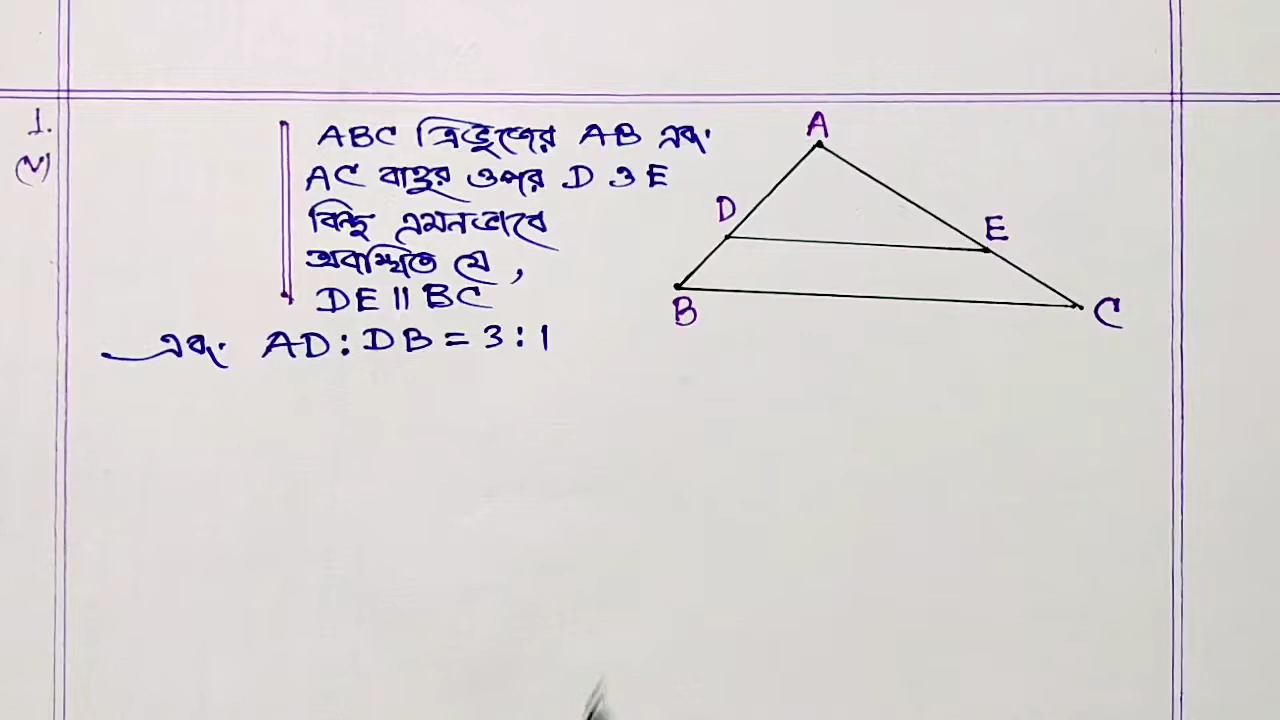 1.
(v)
ABC ত্রিভুজের AB এবং
AC বাহুর ওপর D ও E
বিন্দু এমনভাবে
অবস্থিত যে,
DE || BC
এবং AD : DB = 3 : 1
A
D
E
B
C